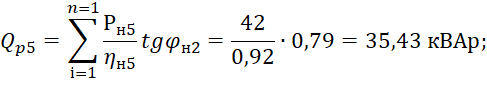 Q_{p5} = \sum_{i=1}^{n=1} \frac{P_{н5}}{\eta_{н5}} tg\varphi_{н2} = \frac{42}{0,92} \cdot 0,79 = 35,43 кВАр;